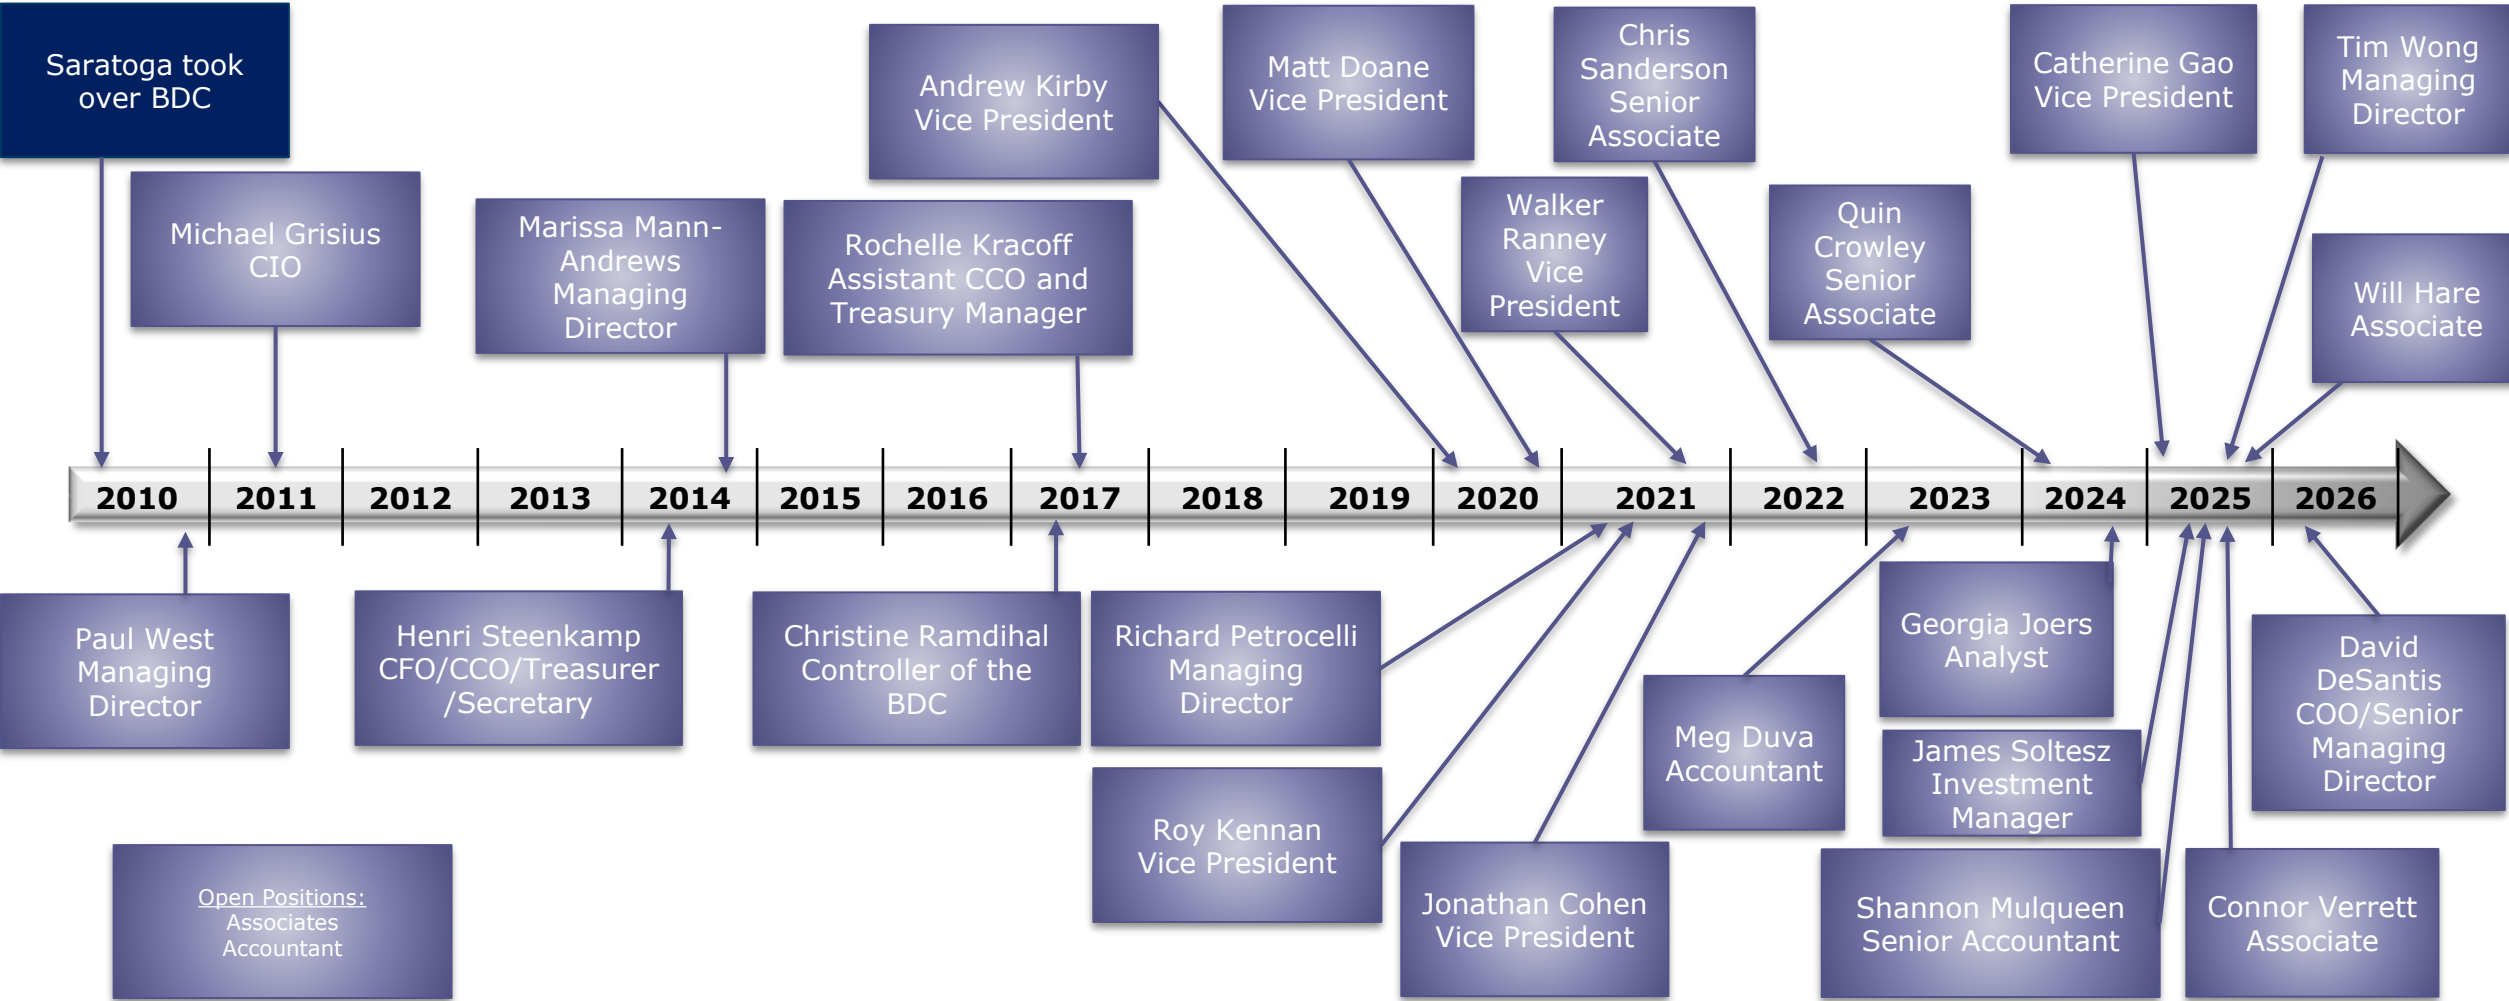 Saratoga took
over BDC
Michael Grisius
CIO
Marissa Mann-
Andrews
Managing
Director
Rochelle Kracoff
Assistant CCO and
Treasury Manager
Andrew Kirby
Vice President
Matt Doane
Vice President
Walker
Ranney
Vice
President
Chris
Sanderson
Senior
Associate
Quin
Crowley
Senior
Associate
Catherine Gao
Vice President
Tim Wong
Managing
Director
Will Hare
Associate
2010
2011
2012
2013
2014
2015
2016
2017
2018
2019
2020
2021
2022
2023
2024
2025
2026
Paul West
Managing
Director
Henri Steenkamp
CFO/CCO/Treasurer
/Secretary
Christine Ramdihal
Controller of the
BDC
Richard Petrocelli
Managing
Director
Roy Kennan
Vice President
Jonathan Cohen
Vice President
Meg Duva
Accountant
Georgia Joers
Analyst
James Soltesz
Investment
Manager
Shannon Mulqueen
Senior Accountant
Connor Verrett
Associate
David
DeSantis
COO/Senior
Managing
Director
Open Positions:
Associates
Accountant